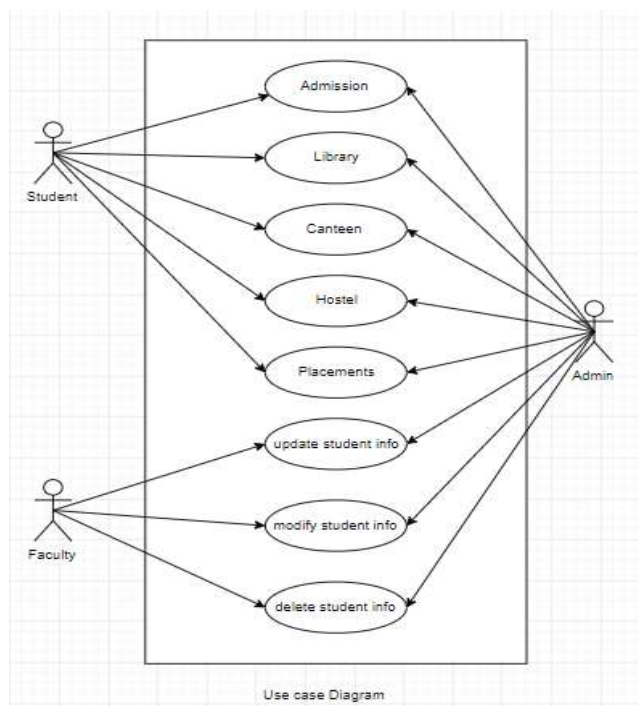 Admission
Library
Student
Canteen
Hostel
Placements
Admin
update student info
modify student info
Faculty
delete student info
Use case Diagram